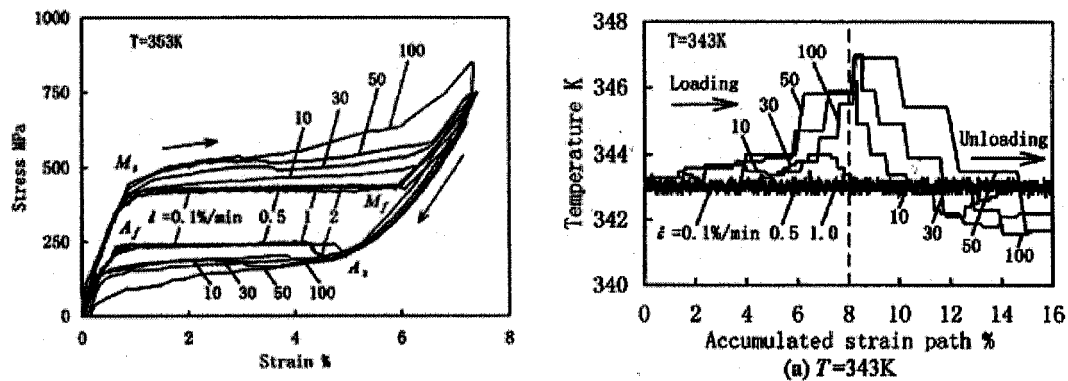 1000
750
500
250
0
Stress MPa
T=353K
100
50
30
10
Ms
Mf
ε̇=0.1%/min 0.5 1 2
Af
As
10 30 50 100
0 2 4 6 8
Strain %
348
346
344
342
340
Temperature K
T=343K
100
50
30
10
Loading
Unloading
ε̇=0.1%/min 0.5 1.0
10
30
50
100
0 2 4 6 8 10 12 14 16
Accumulated strain path %
(a) T=343K